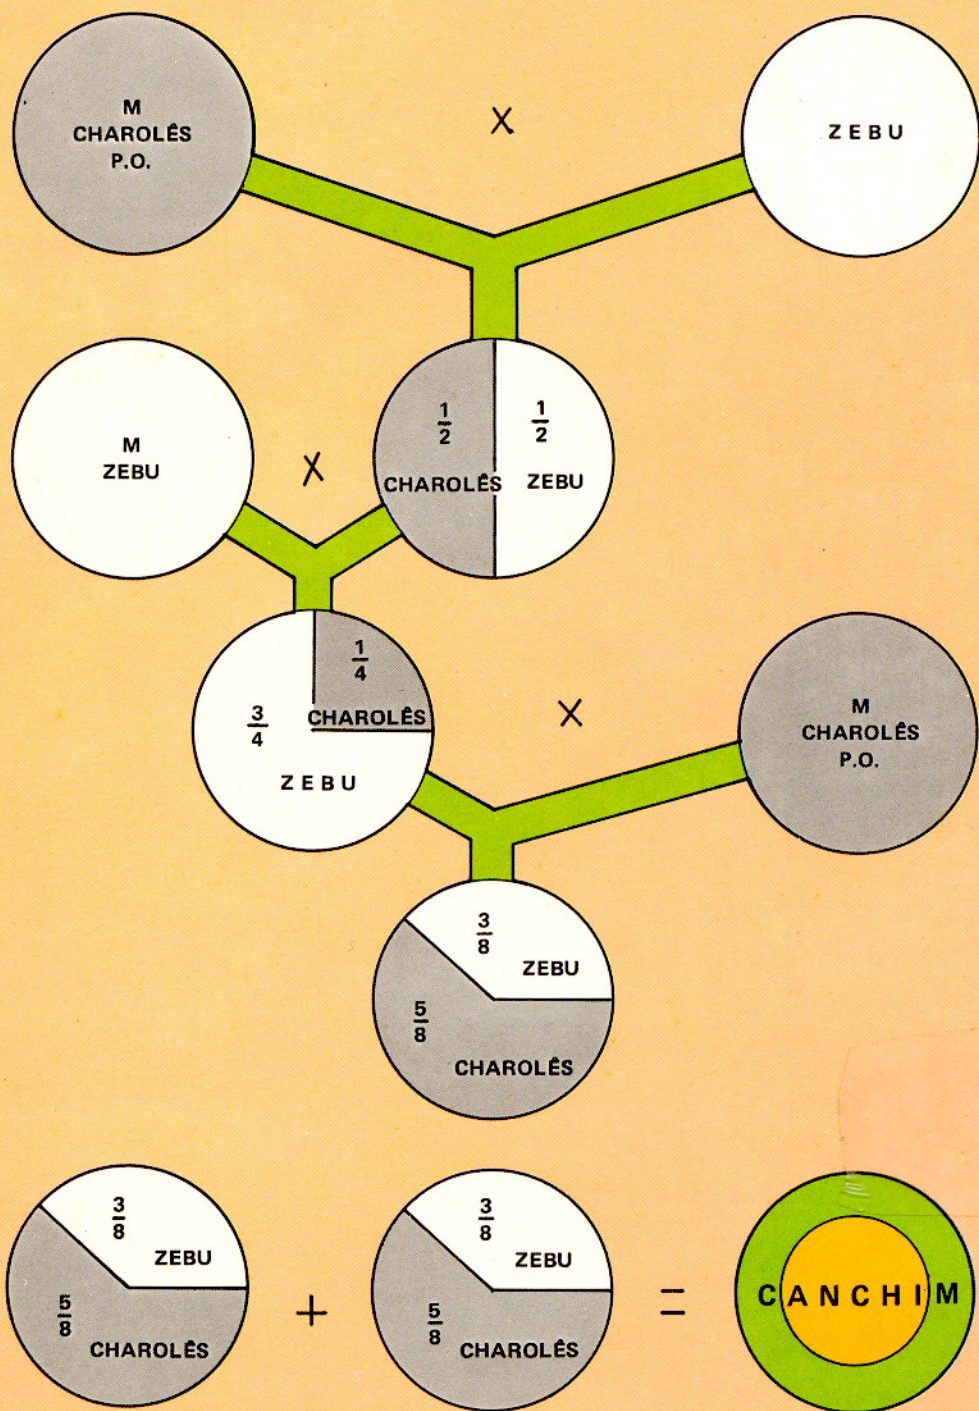 M
CHAROLÊS
P.O.
X
ZEBU
M
ZEBU
X
1/2
CHAROLÊS
1/2
ZEBU
1/4
CHAROLÊS
3/4
ZEBU
X
M
CHAROLÊS
P.O.
3/8
ZEBU
5/8
CHAROLÊS
3/8
ZEBU
5/8
CHAROLÊS
+
3/8
ZEBU
5/8
CHAROLÊS
=
CANCHIM